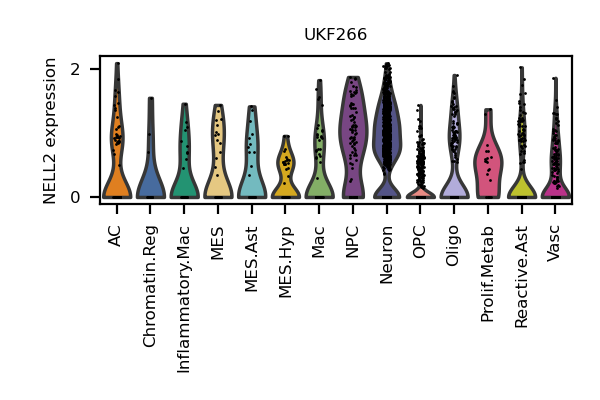 UKF266
NELL2 expression
2
0
AC
Chromatin.Reg
Inflammatory.Mac
MES
MES.Ast
MES.Hyp
Mac
NPC
Neuron
OPC
Oligo
Prolif.Metab
Reactive.Ast
Vasc